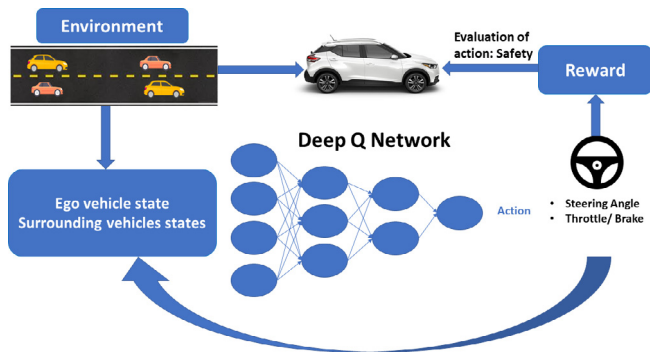 Environment
Evaluation of
action: Safety
Reward
Deep Q Network
Ego vehicle state
Surrounding vehicles states
Action
• Steering Angle
• Throttle/ Brake